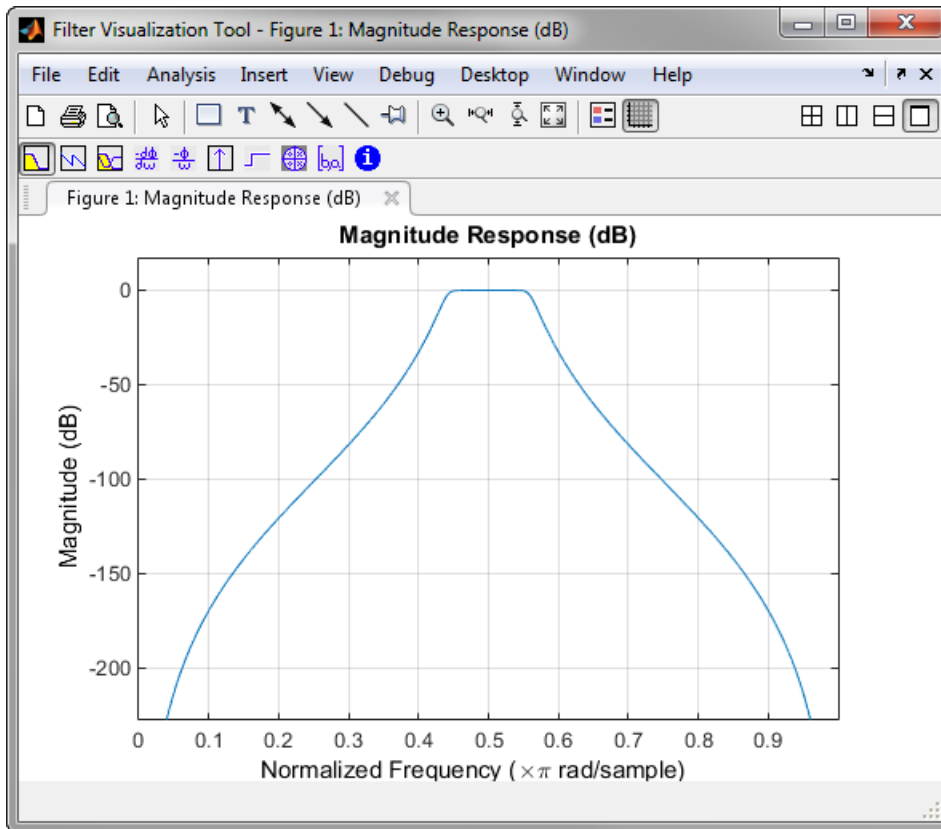 Filter Visualization Tool - Figure 1: Magnitude Response (dB)
File Edit Analysis Insert View Debug Desktop Window Help
T
[b,a] i
Figure 1: Magnitude Response (dB)
Magnitude Response (dB)
0
-50
-100
-150
-200
Magnitude (dB)
0 0.1 0.2 0.3 0.4 0.5 0.6 0.7 0.8 0.9
Normalized Frequency (×π rad/sample)